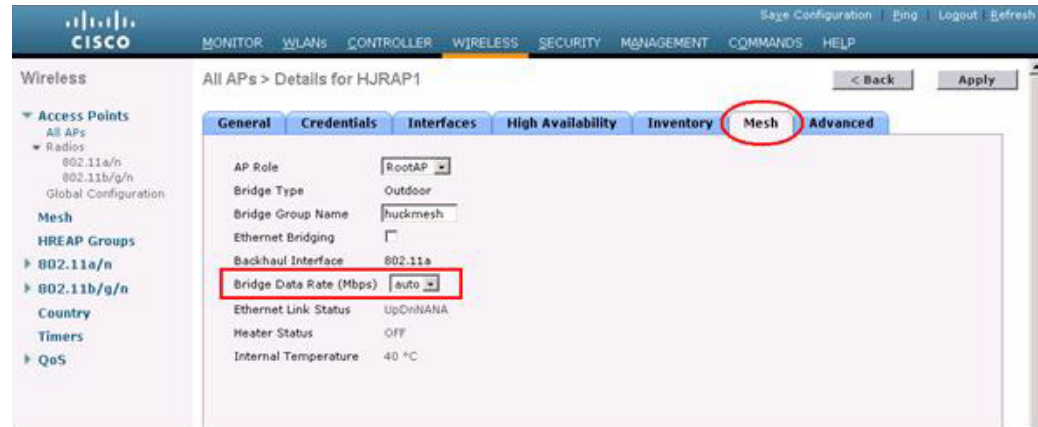 Save Configuration Ping Logout Refresh
CISCO MONITOR WLANs CONTROLLER WIRELESS SECURITY MANAGEMENT COMMANDS HELP
Wireless
All APs > Details for HJRAP1 < Back Apply
Access Points
All APs
Radios
802.11a/n
802.11b/g/n
Global Configuration
Mesh
HREAP Groups
802.11a/n
802.11b/g/n
Country
Timers
QoS
General Credentials Interfaces High Availability Inventory Mesh Advanced
AP Role RootAP
Bridge Type Outdoor
Bridge Group Name huckmesh
Ethernet Bridging
Backhaul Interface 802.11a
Bridge Data Rate (Mbps) auto
Ethernet Link Status UpDnNANA
Heater Status OFF
Internal Temperature 40 °C